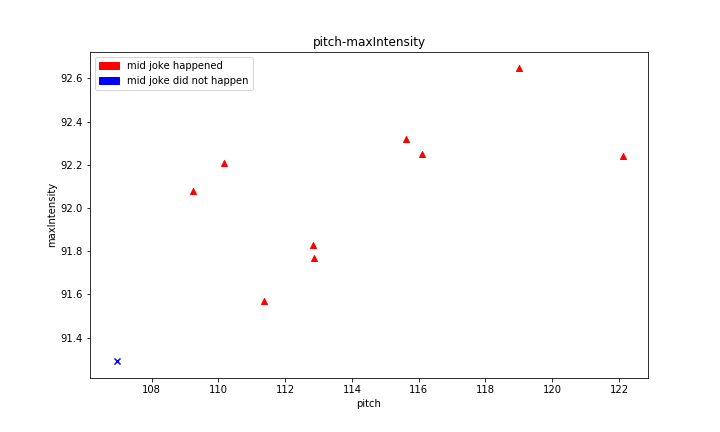 pitch-maxIntensity
mid joke happened
mid joke did not happen
92.6
92.4
92.2
92.0
91.8
91.6
91.4
maxIntensity
108 110 112 114 116 118 120 122
pitch